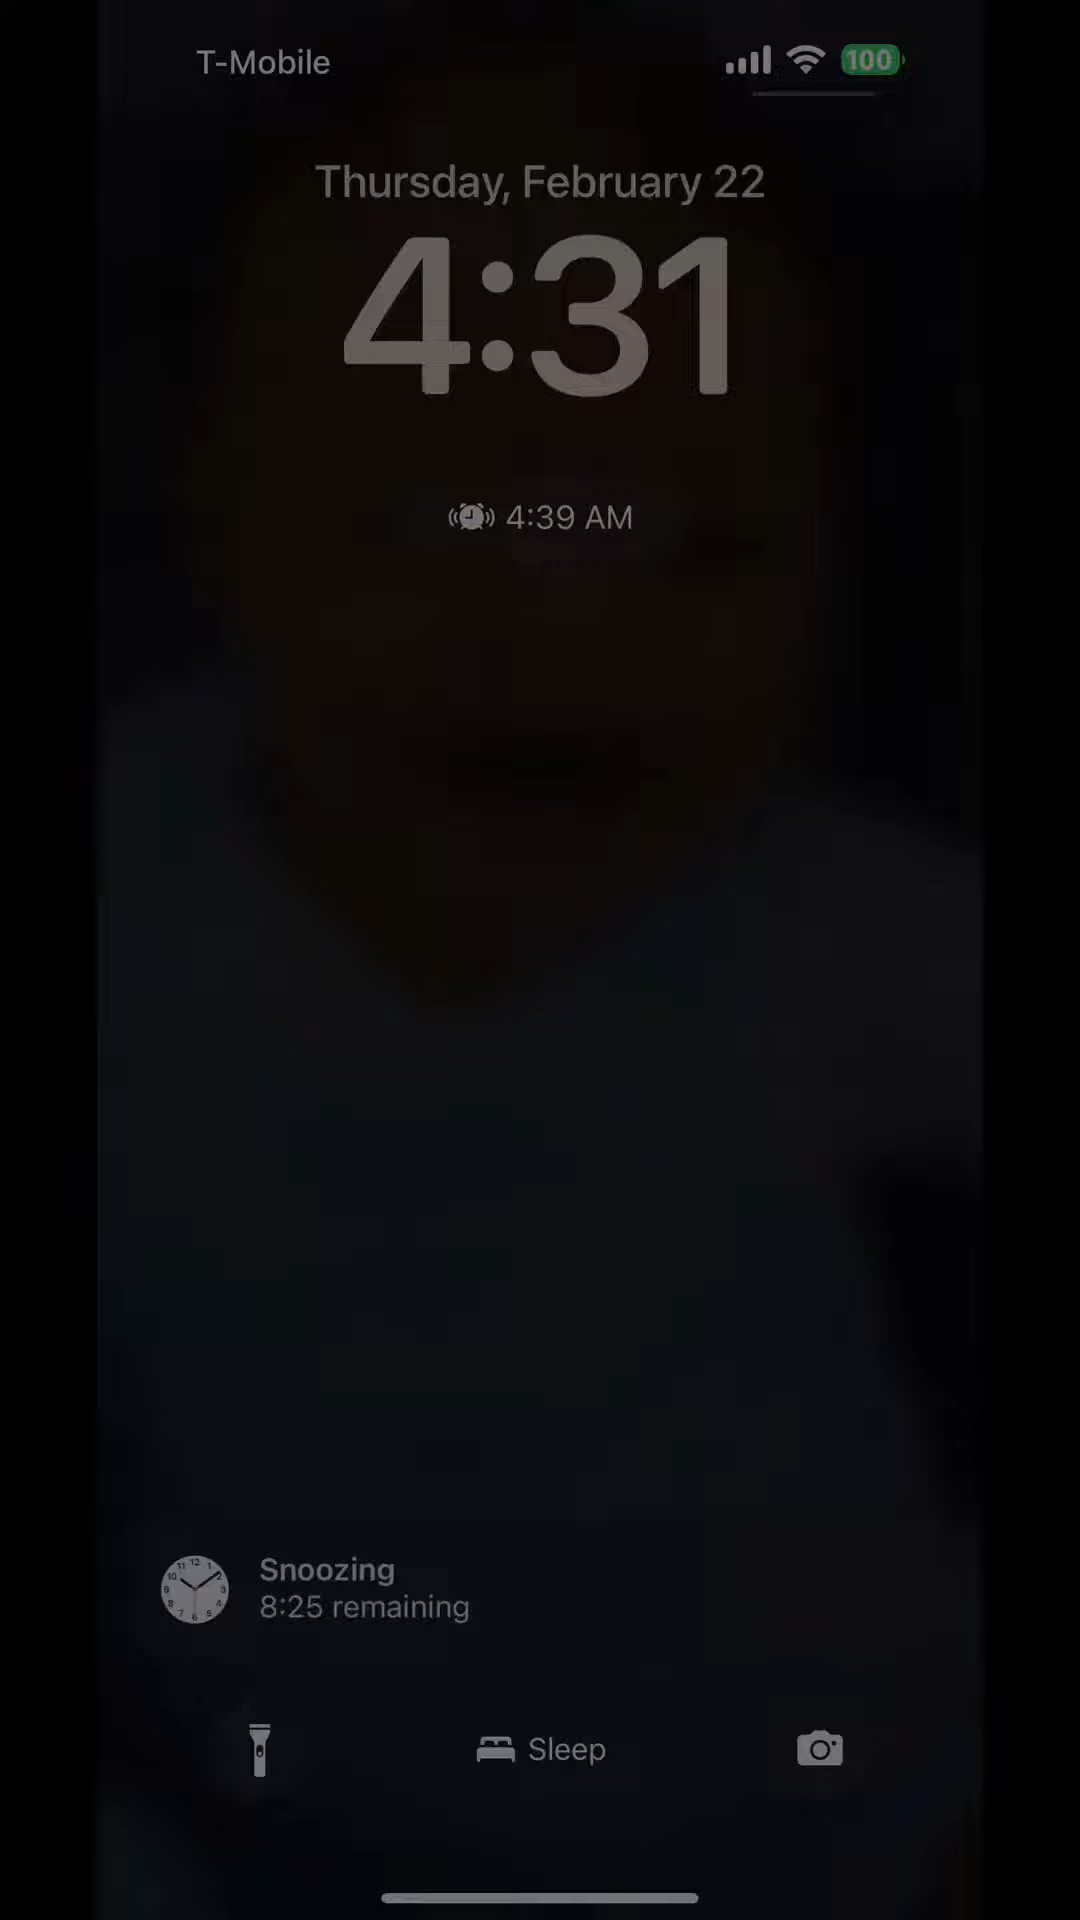 T-Mobile
100
Thursday, February 22
4:31
4:39 AM
Snoozing
8:25 remaining
Sleep